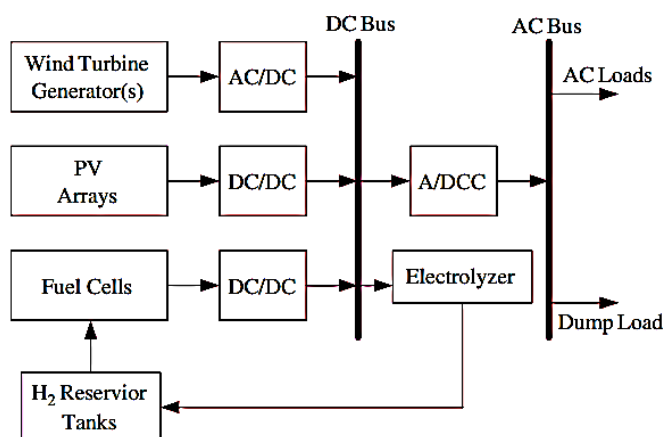 DC Bus
AC Bus
Wind Turbine
Generator(s)
AC/DC
AC Loads
PV
Arrays
DC/DC
A/DCC
Fuel Cells
DC/DC
Electrolyzer
Dump Load
H₂ Reservior
Tanks